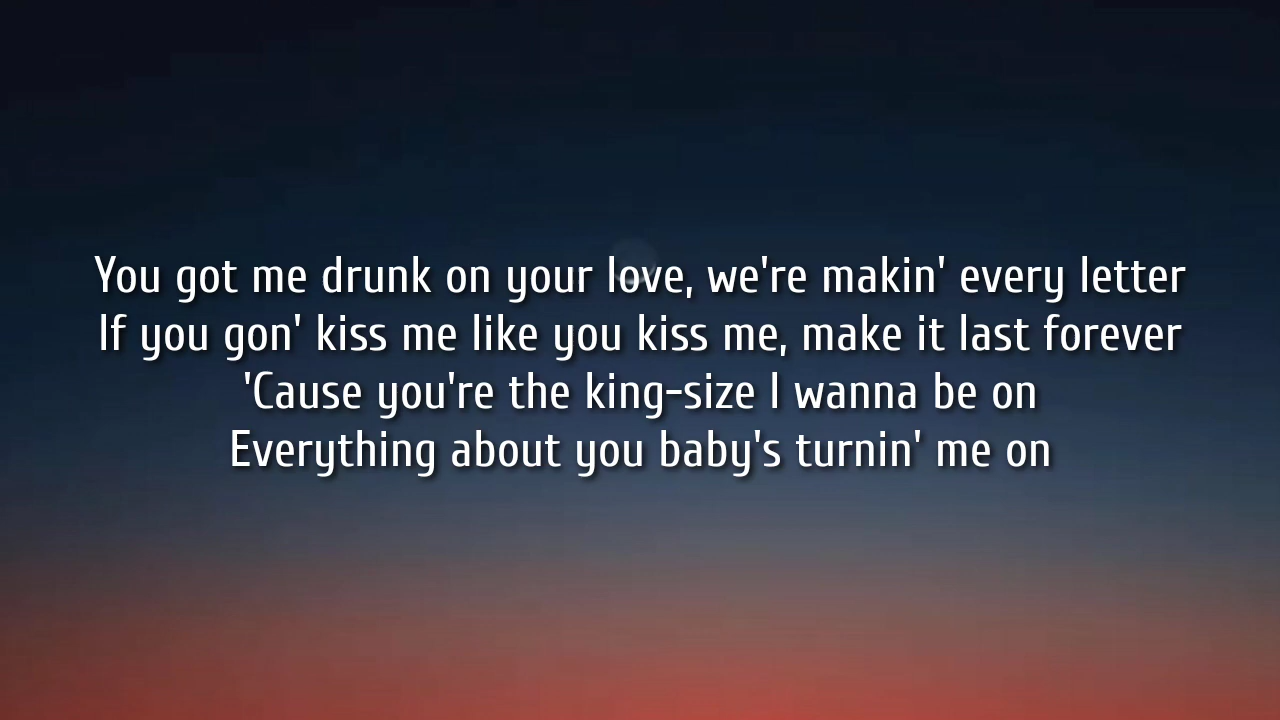 You got me drunk on your love, we're makin' every letter
If you gon' kiss me like you kiss me, make it last forever
'Cause you're the king-size I wanna be on
Everything about you baby's turnin' me on